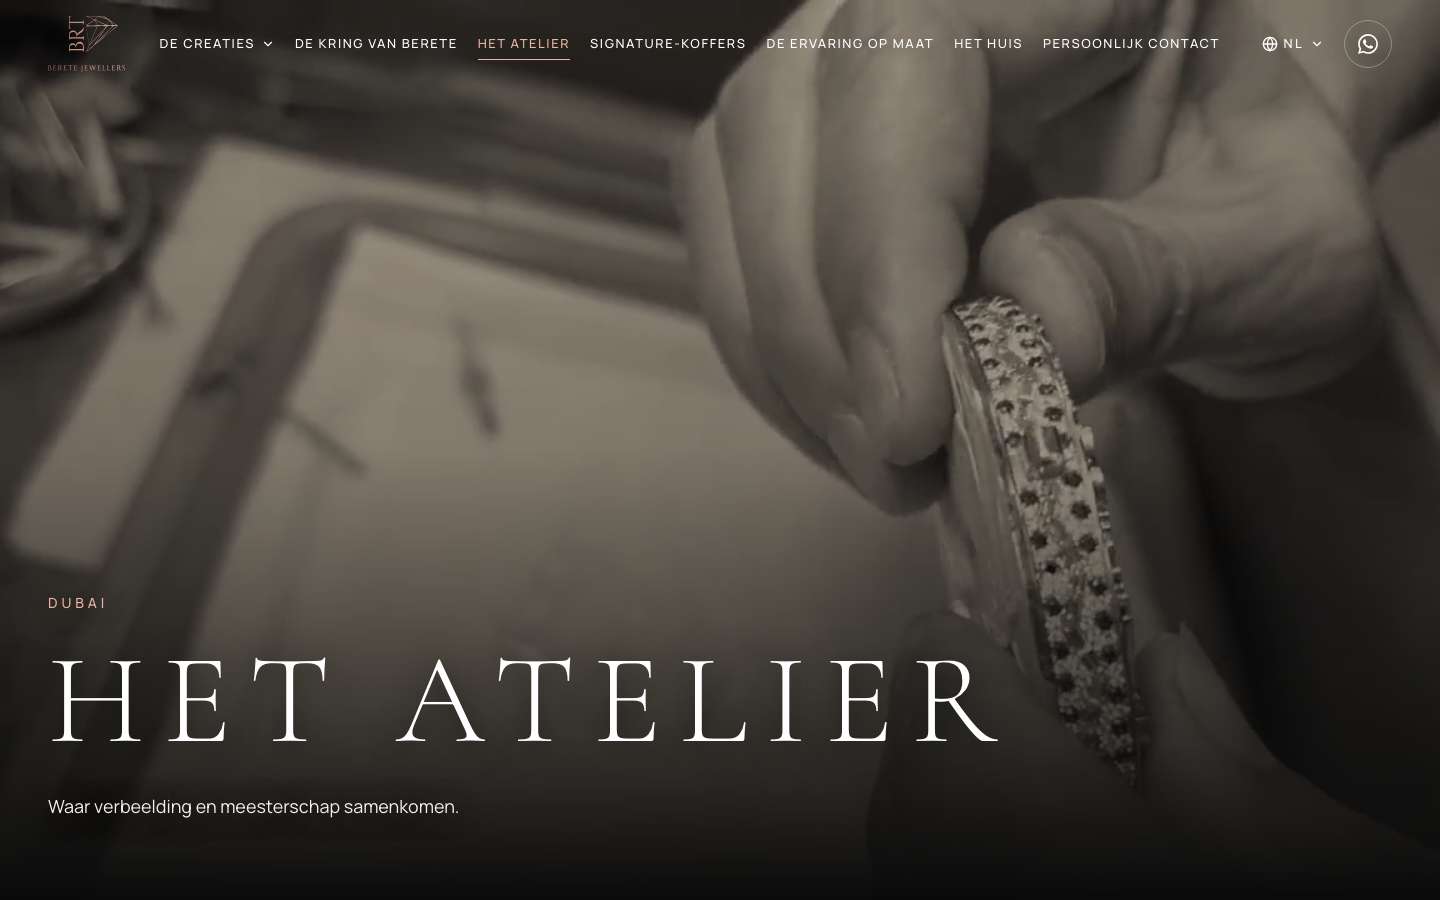 BRT
BERETE JEWELLERS
DE CREATIES
DE KRING VAN BERETE
HET ATELIER
SIGNATURE-KOFFERS
DE ERVARING OP MAAT
HET HUIS
PERSOONLIJK CONTACT
NL
DUBAI
HET ATELIER
Waar verbeelding en meesterschap samenkomen.